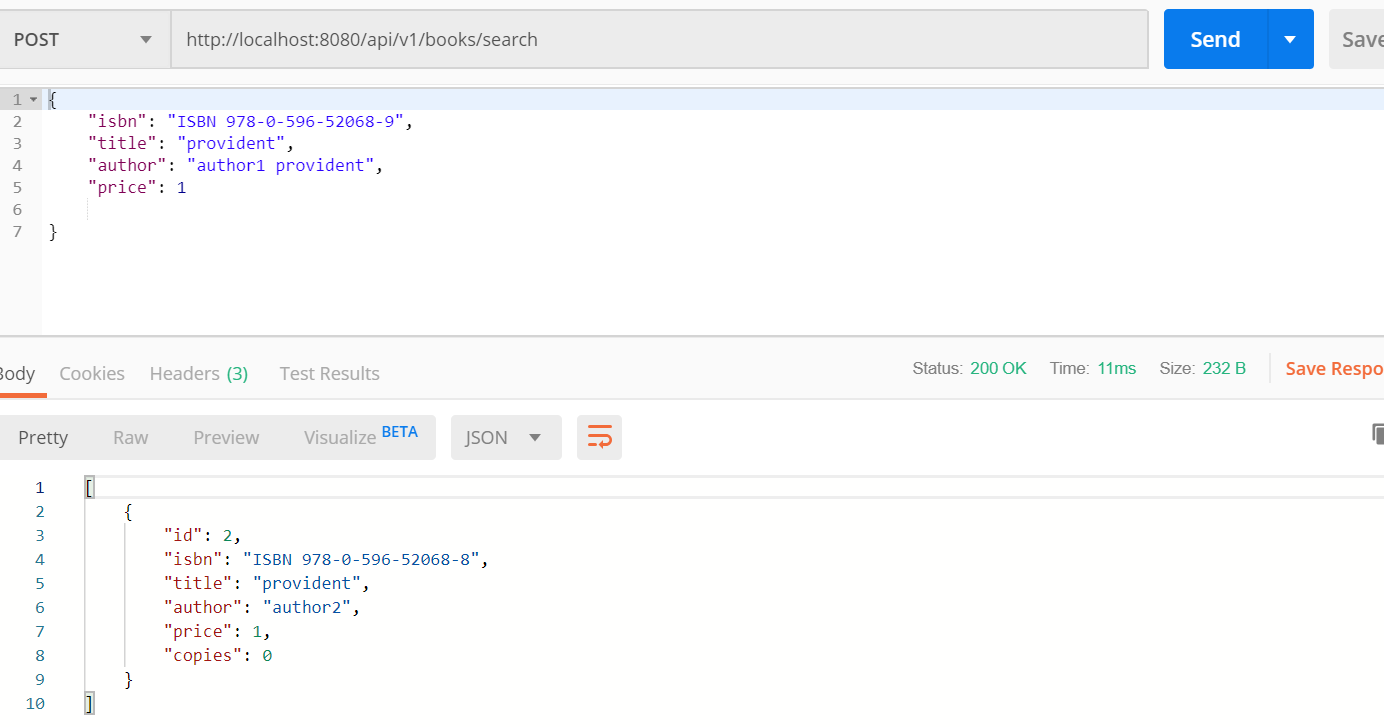 POST http://localhost:8080/api/v1/books/search Send Save
1 {
2 "isbn": "ISBN 978-0-596-52068-9",
3 "title": "provident",
4 "author": "author1 provident",
5 "price": 1
6
7 }
Body Cookies Headers (3) Test Results Status: 200 OK Time: 11ms Size: 232 B Save Respo
Pretty Raw Preview Visualize BETA JSON
1 [
2 {
3 "id": 2,
4 "isbn": "ISBN 978-0-596-52068-8",
5 "title": "provident",
6 "author": "author2",
7 "price": 1,
8 "copies": 0
9 }
10 ]